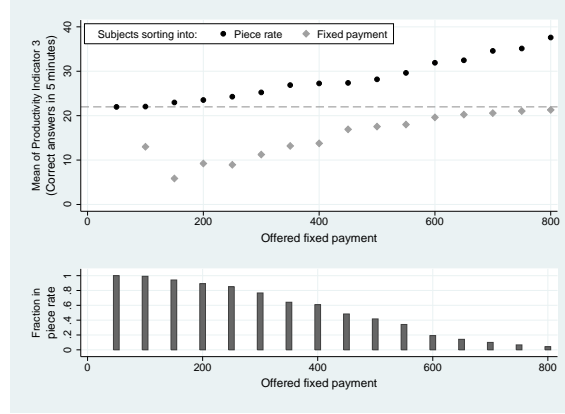 Mean of Productivity Indicator 3
(Correct answers in 5 minutes)
40
30
20
10
0
Subjects sorting into: Piece rate Fixed payment
0 200 400 600 800
Offered fixed payment
Fraction in
piece rate
1
.8
.6
.4
.2
0
0 200 400 600 800
Offered fixed payment